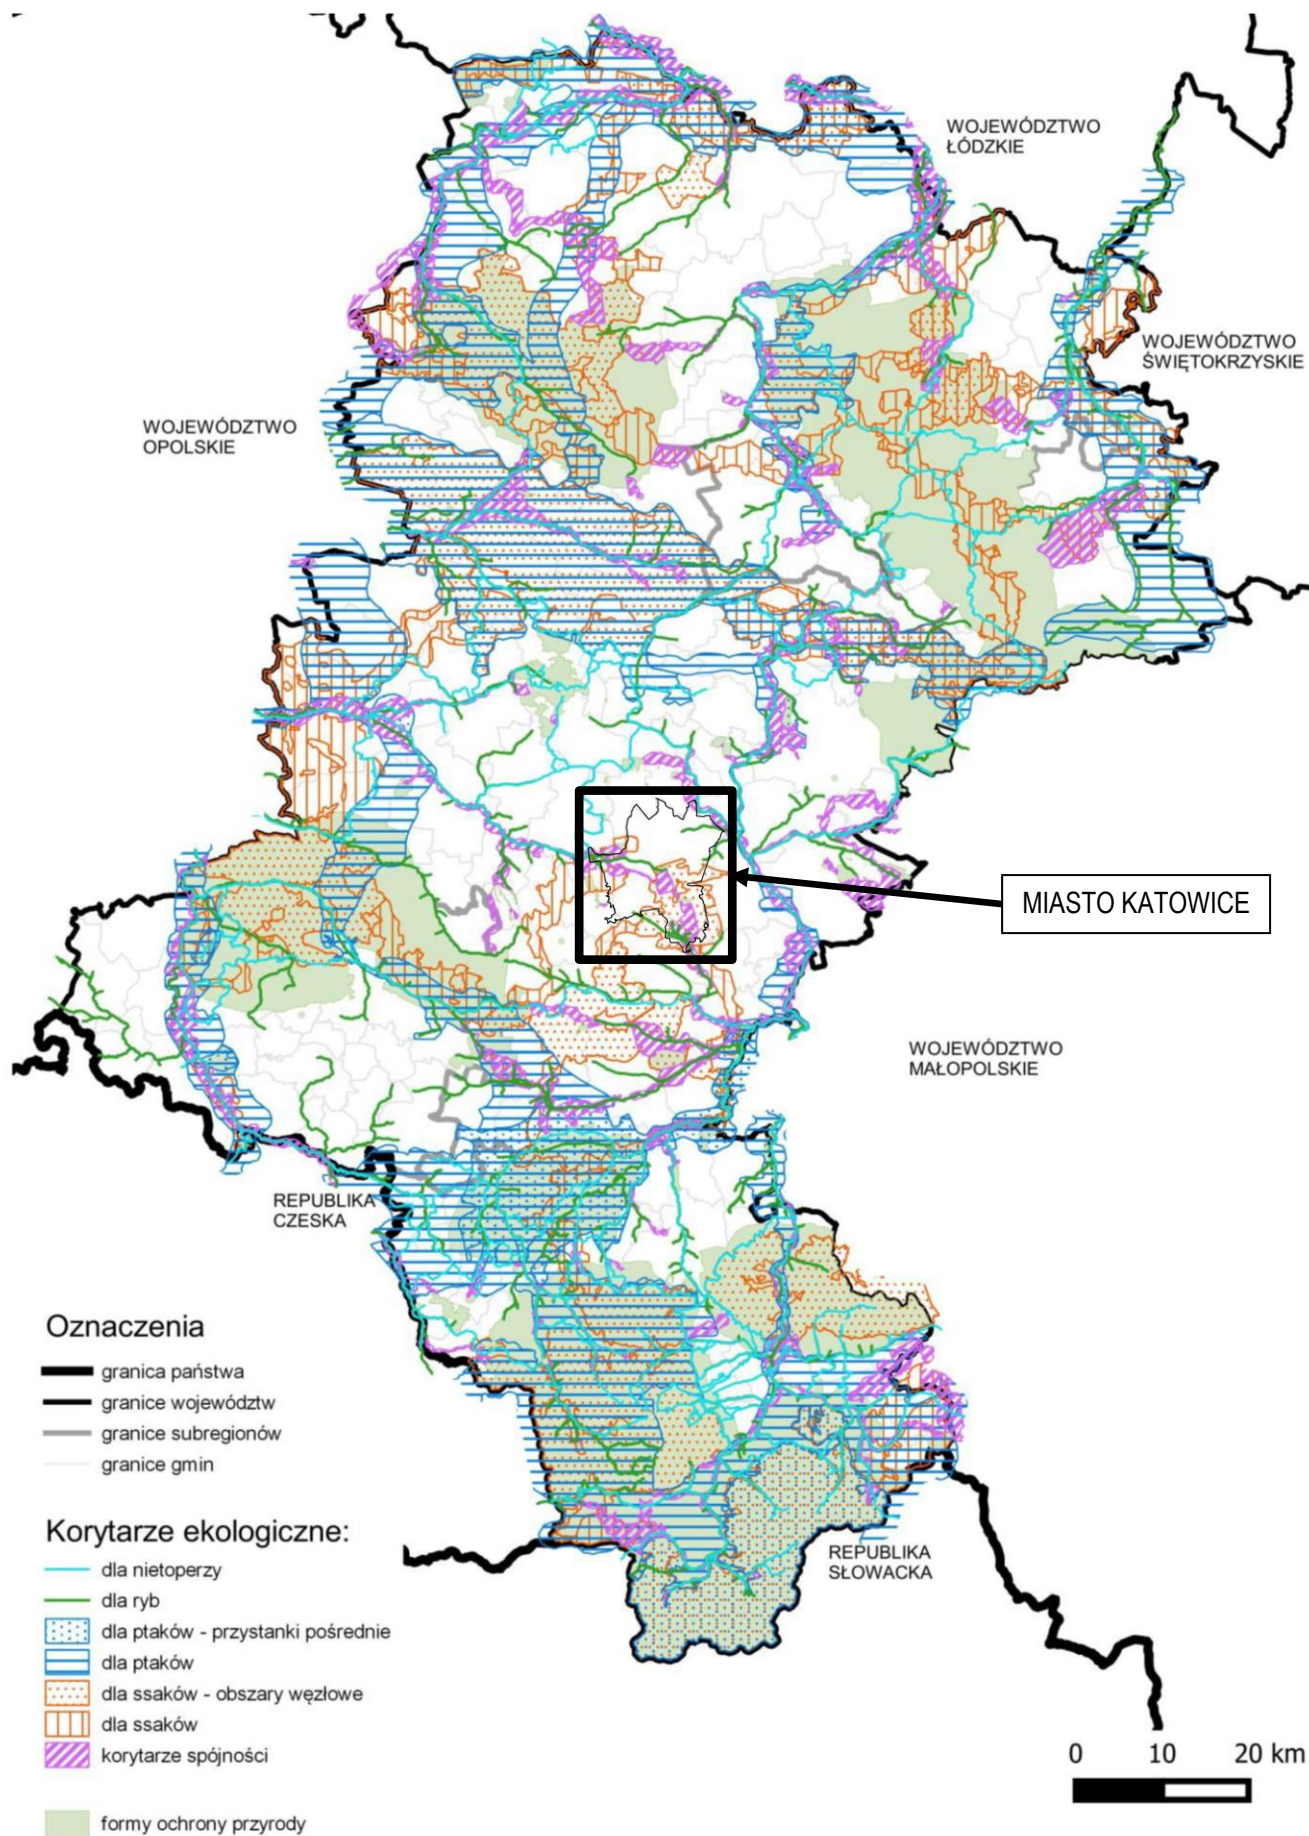 WOJEWÓDZTWO
ŁÓDZKIE
WOJEWÓDZTWO
ŚWIĘTOKRZYSKIE
WOJEWÓDZTWO
OPOLSKIE
MIASTO KATOWICE
WOJEWÓDZTWO
MAŁOPOLSKIE
REPUBLIKA
CZESKA
REPUBLIKA
SŁOWACKA
Oznaczenia
granica państwa
granice województw
granice subregionów
granice gmin
Korytarze ekologiczne:
dla nietoperzy
dla ryb
dla ptaków - przystanki pośrednie
dla ptaków
dla ssaków - obszary węzłowe
dla ssaków
korytarze spójności
formy ochrony przyrody
0 10 20 km